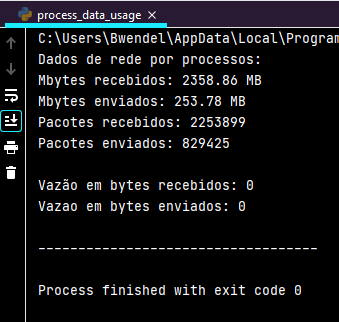 process_data_usage
C:\Users\Bwendel\AppData\Local\Program
Dados de rede por processos:
Mbytes recebidos: 2358.86 MB
Mbytes enviados: 253.78 MB
Pacotes recebidos: 2253899
Pacotes enviados: 829425
Vazão em bytes recebidos: 0
Vazao em bytes enviados: 0
-----------------------------------
Process finished with exit code 0